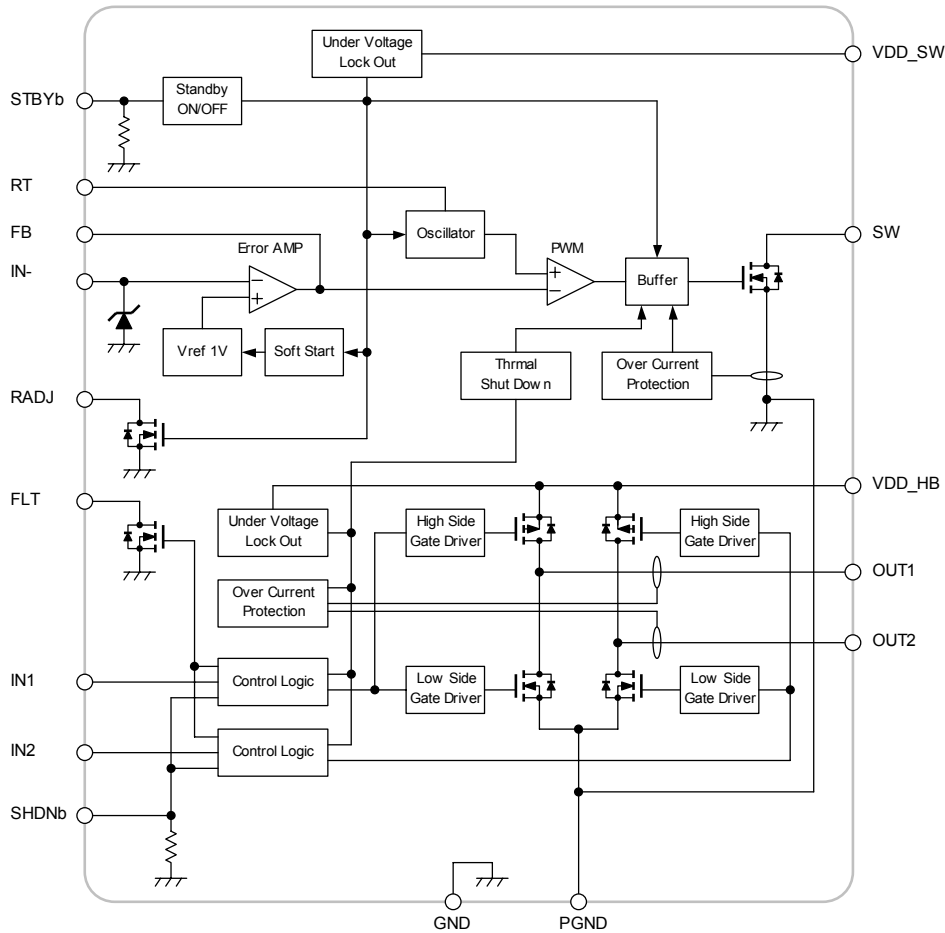 Under Voltage
Lock Out
VDD_SW
STBYb
Standby
ON/OFF
RT
FB
Error AMP
Oscillator
PWM
SW
IN-
−
+
+
−
Buffer
Vref 1V
Soft Start
Thrmal
Shut Down
Over Current
Protection
RADJ
FLT
VDD_HB
Under Voltage
Lock Out
High Side
Gate Driver
High Side
Gate Driver
OUT1
Over Current
Protection
OUT2
IN1
Control Logic
Low Side
Gate Driver
Low Side
Gate Driver
IN2
Control Logic
SHDNb
GND
PGND